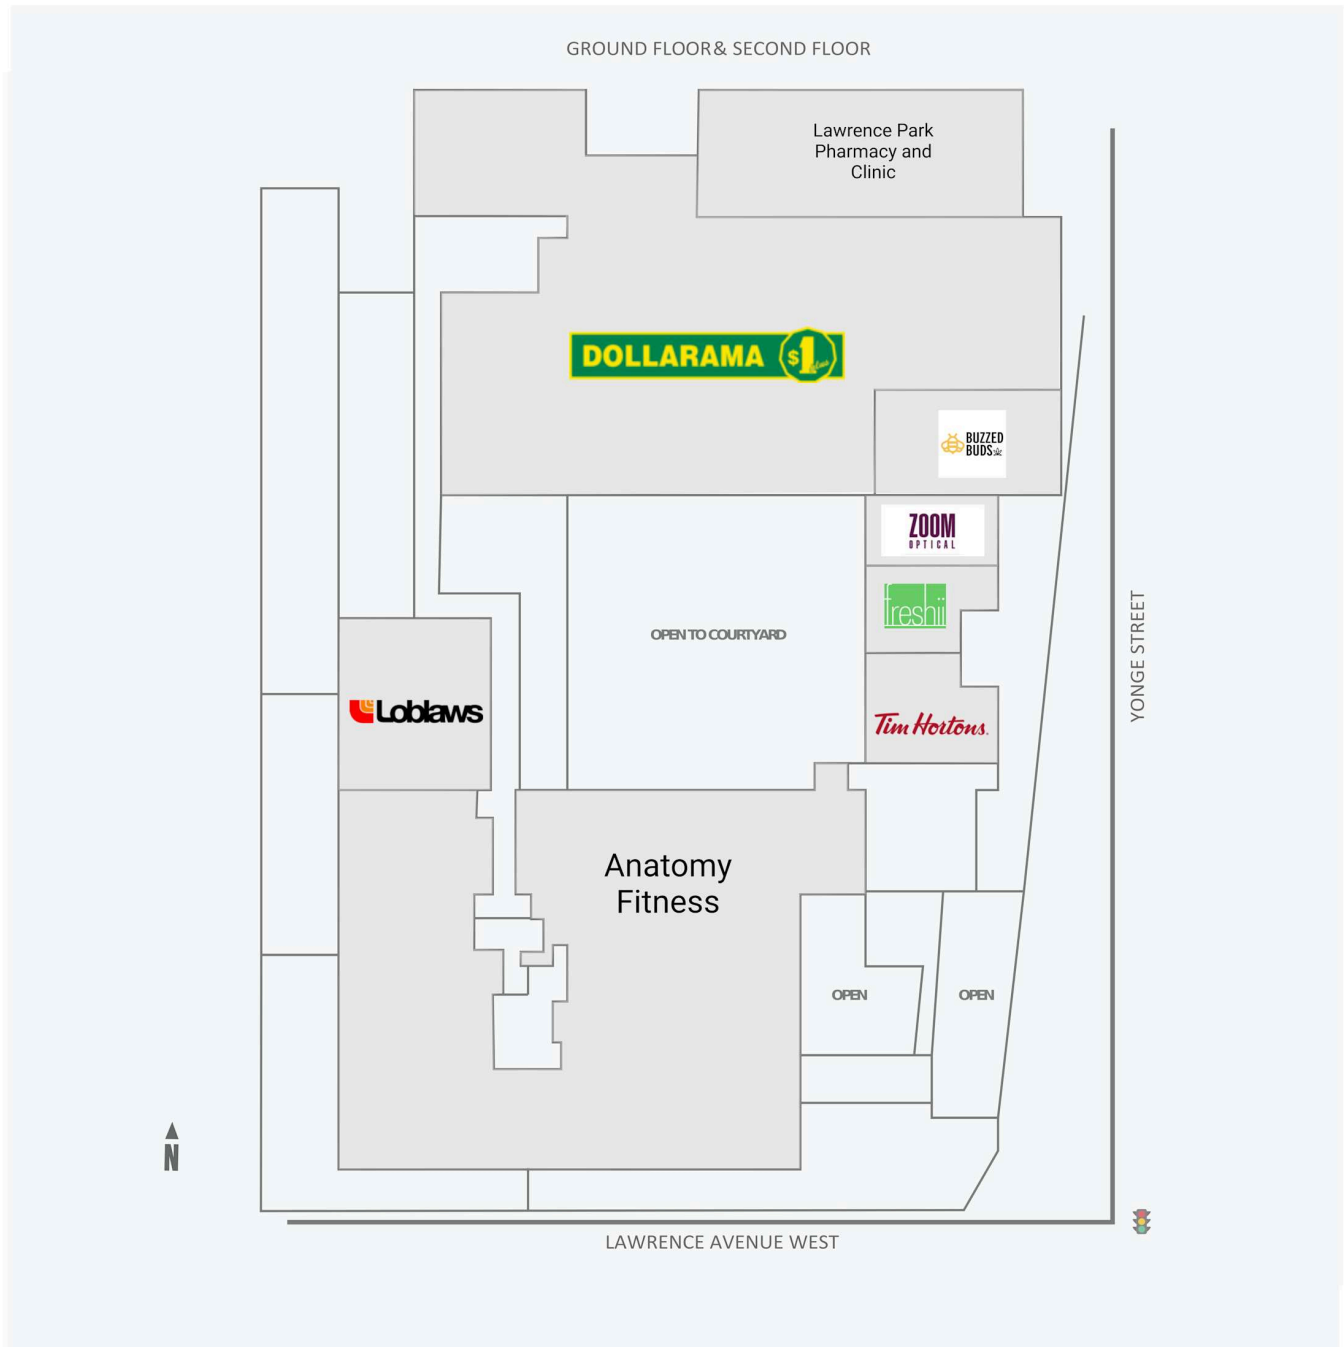 GROUND FLOOR & SECOND FLOOR
Lawrence Park
Pharmacy and
Clinic
DOLLARAMA $1 plus
BUZZED
BUDS
ZOOM
OPTICAL
freshii
OPEN TO COURTYARD
YONGE STREET
Loblaws
Tim Hortons.
Anatomy
Fitness
OPEN
OPEN
N
LAWRENCE AVENUE WEST